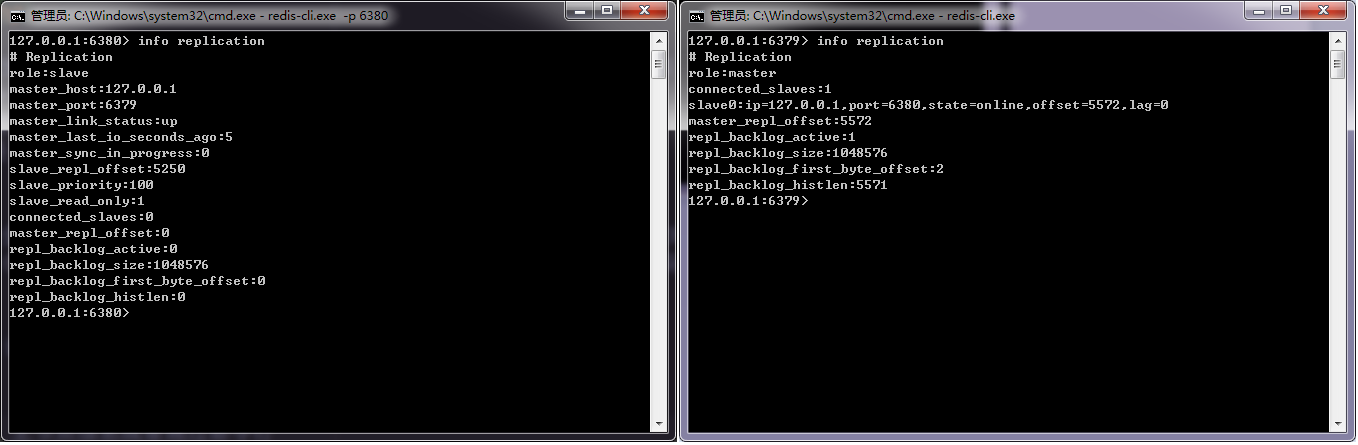 管理员: C:\Windows\system32\cmd.exe - redis-cli.exe  -p 6380
127.0.0.1:6380> info replication
# Replication
role:slave
master_host:127.0.0.1
master_port:6379
master_link_status:up
master_last_io_seconds_ago:5
master_sync_in_progress:0
slave_repl_offset:5250
slave_priority:100
slave_read_only:1
connected_slaves:0
master_repl_offset:0
repl_backlog_active:0
repl_backlog_size:1048576
repl_backlog_first_byte_offset:0
repl_backlog_histlen:0
127.0.0.1:6380>
管理员: C:\Windows\system32\cmd.exe - redis-cli.exe
127.0.0.1:6379> info replication
# Replication
role:master
connected_slaves:1
slave0:ip=127.0.0.1,port=6380,state=online,offset=5572,lag=0
master_repl_offset:5572
repl_backlog_active:1
repl_backlog_size:1048576
repl_backlog_first_byte_offset:2
repl_backlog_histlen:5571
127.0.0.1:6379>